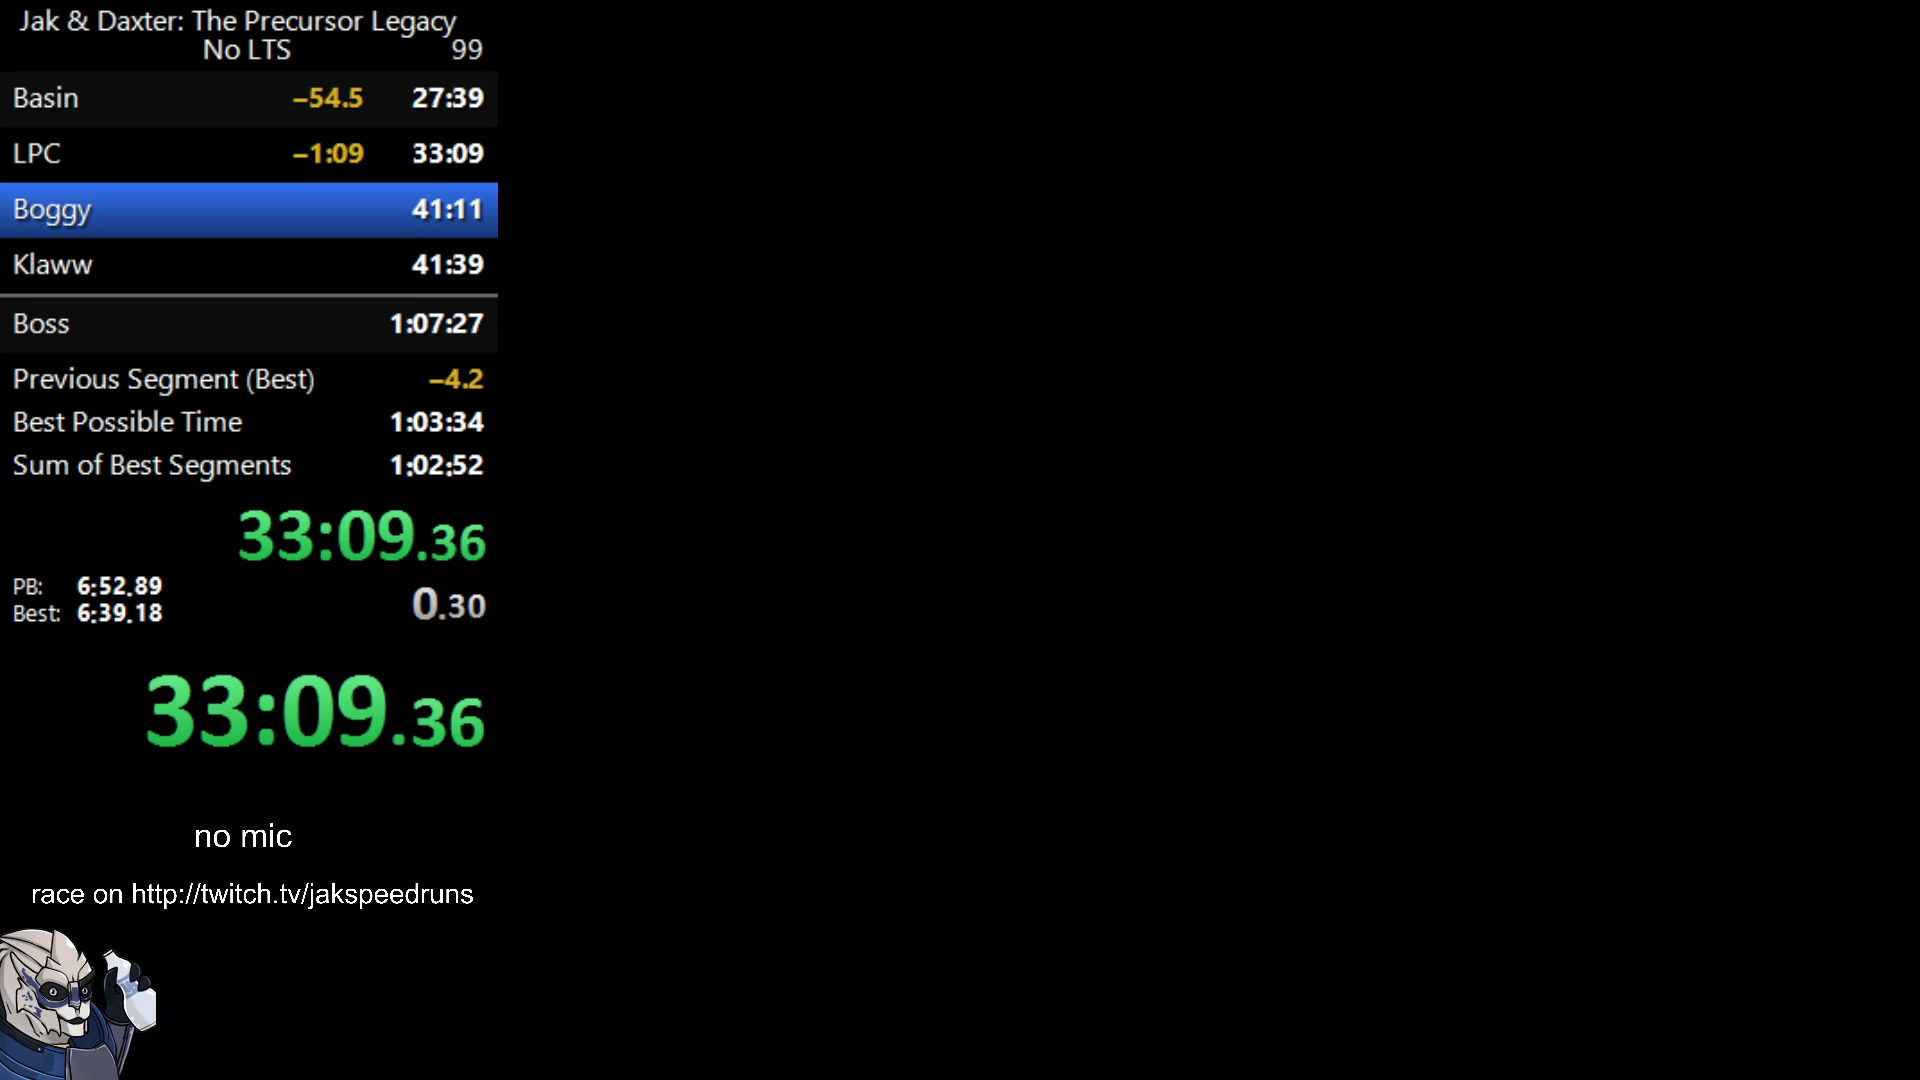 Jak & Daxter: The Precursor Legacy
No LTS 99
Basin −54.5 27:39
LPC −1:09 33:09
Boggy 41:11
Klaww 41:39
Boss 1:07:27
Previous Segment (Best) −4.2
Best Possible Time 1:03:34
Sum of Best Segments 1:02:52
33:09.36
PB: 6:52.89
Best: 6:39.18
0.30
33:09.36
no mic
race on http://twitch.tv/jakspeedruns